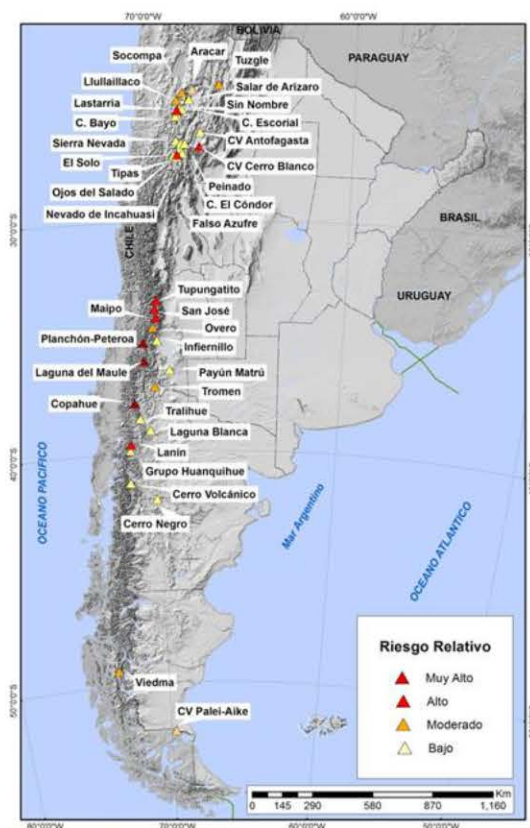 70°0'0"W
60°0'0"W
BOLIVIA
PARAGUAY
Aracar
Socompa
Tuzgle
Llullaillaco
Salar de Arizaro
Lastarria
Sin Nombre
C. Bayo
C. Escorial
Sierra Nevada
CV Antofagasta
El Solo
CV Cerro Blanco
Tipas
Peinado
Ojos del Salado
C. El Cóndor
Nevado de Incahuasi
Falso Azufre
BRASIL
30°0'0"S
CHILE
URUGUAY
Tupungatito
Maipo
San José
Planchón-Peteroa
Overo
Infiernillo
Laguna del Maule
Payún Matrú
Tromen
Copahue
Tralihue
Laguna Blanca
Lanín
40°0'0"S
Grupo Huanquihue
Cerro Volcánico
Cerro Negro
OCEANO PACIFICO
Mar Argentino
OCEANO ATLANTICO
Riesgo Relativo
Muy Alto
Alto
Moderado
Bajo
Viedma
CV Palei-Aike
50°0'0"S
Km
0 145 290 580 870 1,160
80°0'0"W
70°0'0"W
60°0'0"W
50°0'0"W